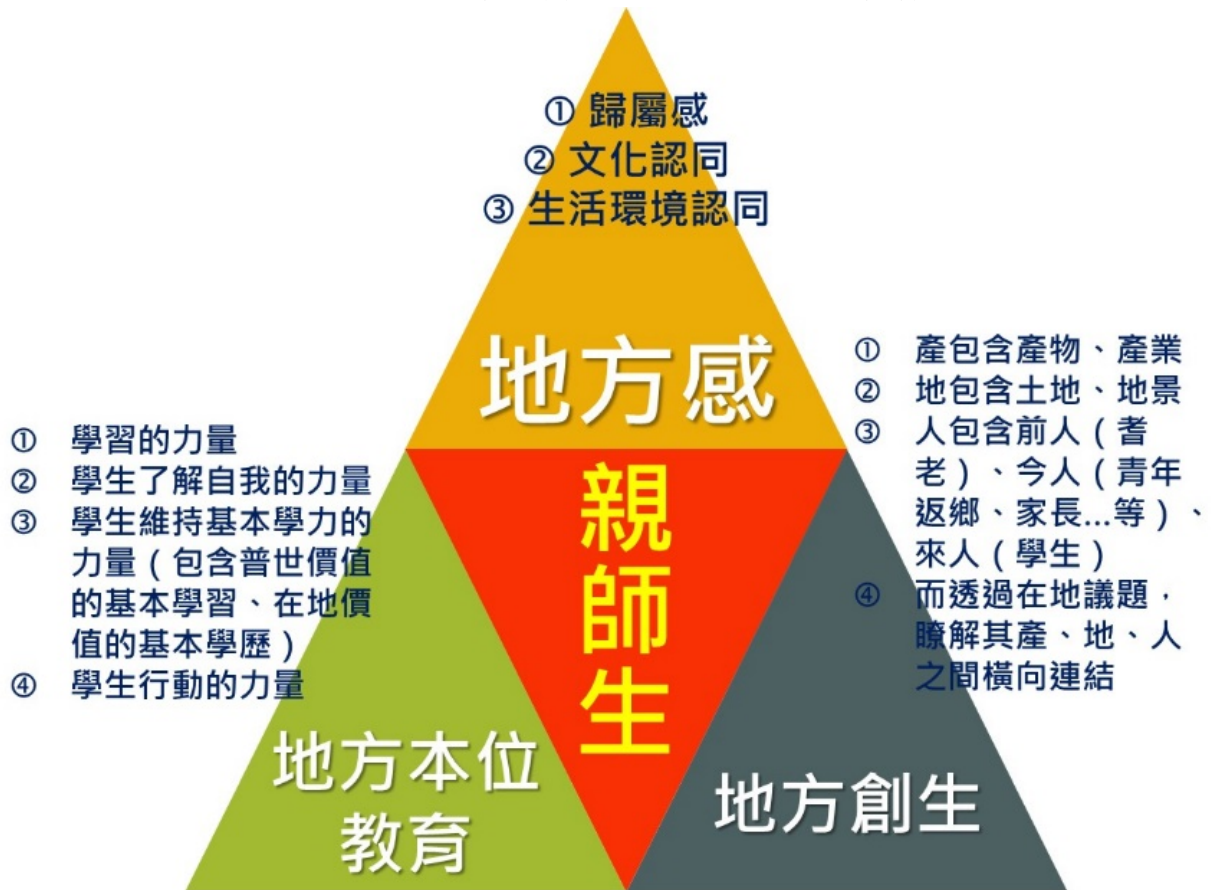 ① 歸屬感
② 文化認同
③ 生活環境認同
地方感
① 學習的力量
② 學生了解自我的力量
③ 學生維持基本學力的
力量（包含普世價值
的基本學習、在地價
值的基本學歷）
④ 學生行動的力量
地方本位
教育
親
師
生
① 產包含產物、產業
② 地包含土地、地景
③ 人包含前人（耆
老）、今人（青年
返鄉、家長...等）、
來人（學生）
④ 而透過在地議題，
瞭解其產、地、人
之間橫向連結
地方創生